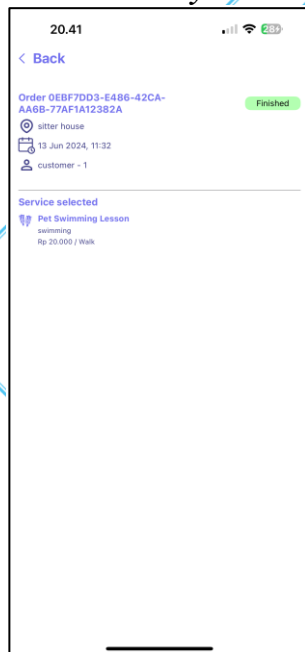 20.41
28
Back
Order 0EBF7DD3-E486-42CA-
AA6B-77AF1A12382A
Finished
sitter house
13 Jun 2024, 11:32
customer - 1
Service selected
Pet Swimming Lesson
swimming
Rp 20.000 / Walk